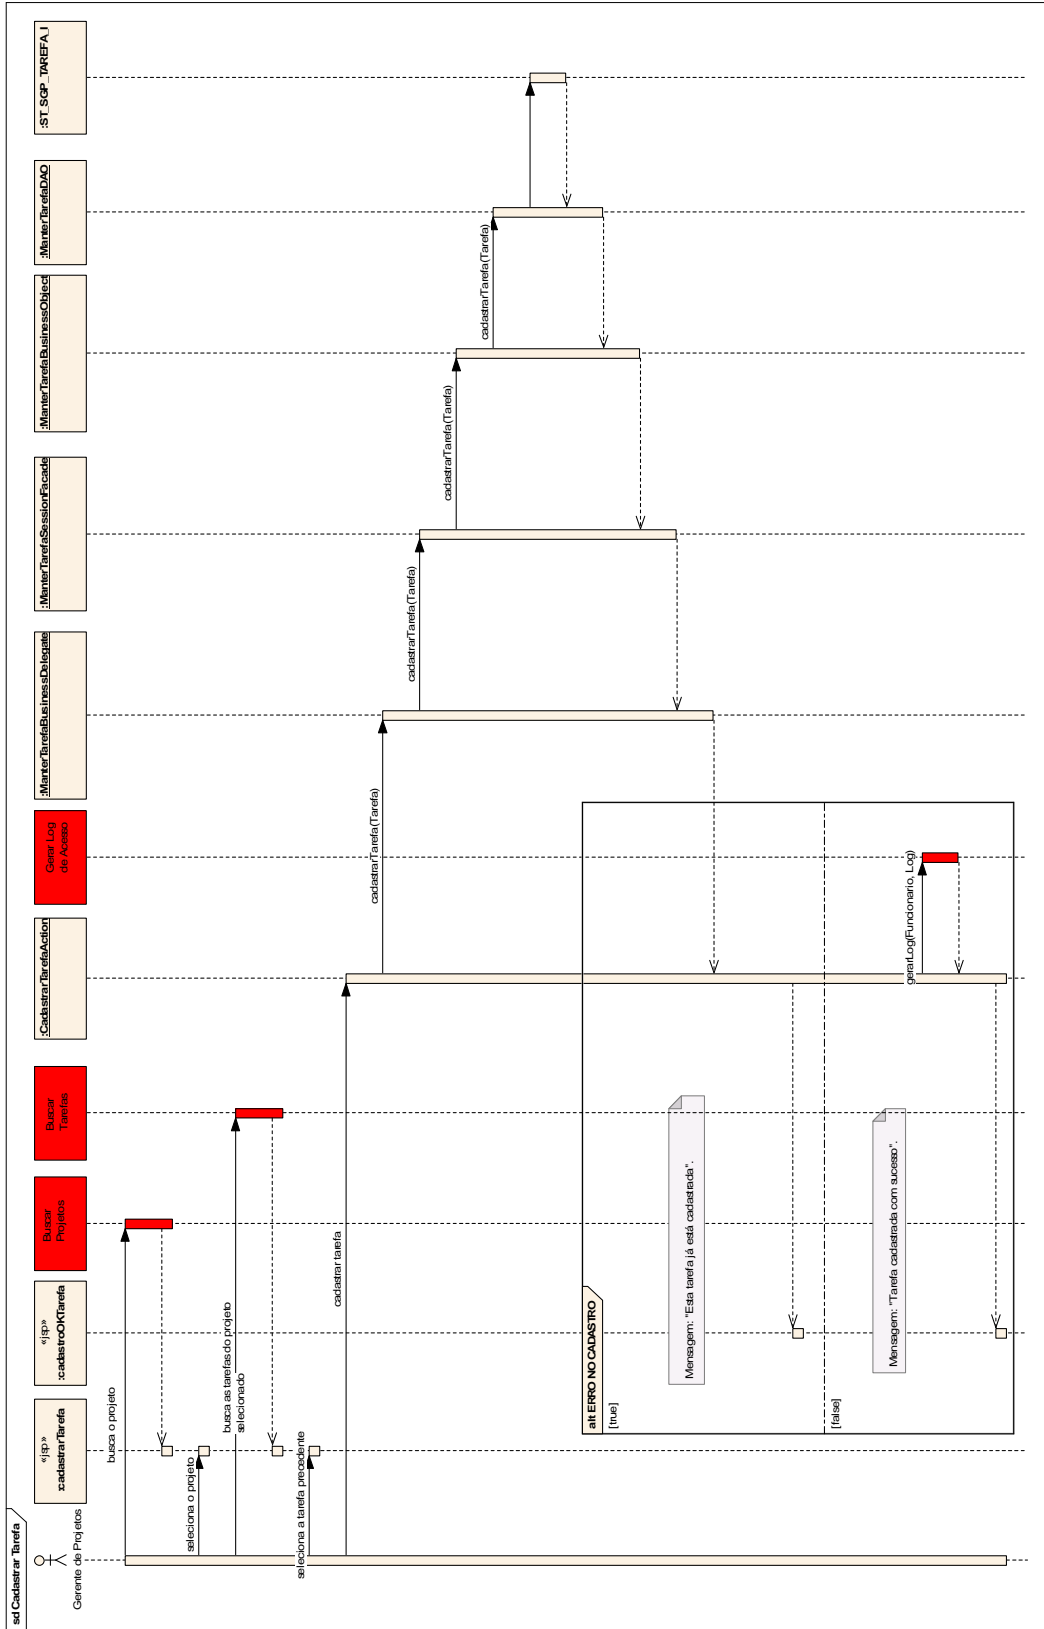 sd Cadastrar Tarefa
Gerente de Projetos
«jsp»
:cadastrarTarefa
«jsp»
:cadastroOKTarefa
Buscar
Projetos
Buscar
Tarefas
:CadastrarTarefaAction
Gerar Log
de Acesso
:ManterTarefaBusinessDelegate
:ManterTarefaSessionFacade
:ManterTarefaBusinessObject
:ManterTarefaDAO
:ST_SGP_TAREFA_I
busca o projeto
seleciona o projeto
busca as tarefas do projeto
selecionado
seleciona a tarefa precedente
cadastrar tarefa
cadastrarTarefa(Tarefa)
cadastrarTarefa(Tarefa)
cadastrarTarefa(Tarefa)
cadastrarTarefa(Tarefa)
alt ERRO NO CADASTRO
[true]
Mensagem: "Esta tarefa já está cadastrada".
[false]
Mensagem: "Tarefa cadastrada com sucesso".
gerarLog(Funcionario, Log)